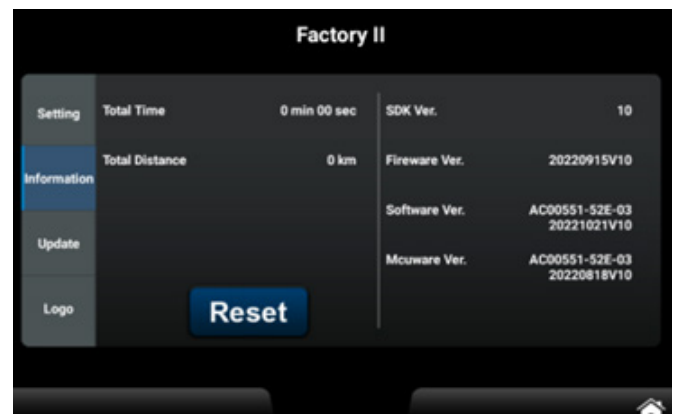 Factory II
Setting
Information
Update
Logo
Total Time 0 min 00 sec
Total Distance 0 km
Reset
SDK Ver. 10
Fireware Ver. 20220915V10
Software Ver. AC00551-52E-03
20221021V10
Mcuware Ver. AC00551-52E-03
20220818V10